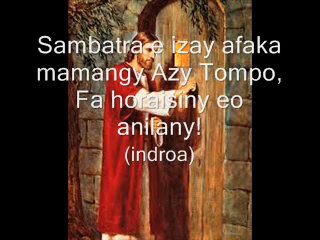 Sambatra e izay afaka
mamangy Azy Tompo,
Fa horaisiny eo
anilany!
(indroa)